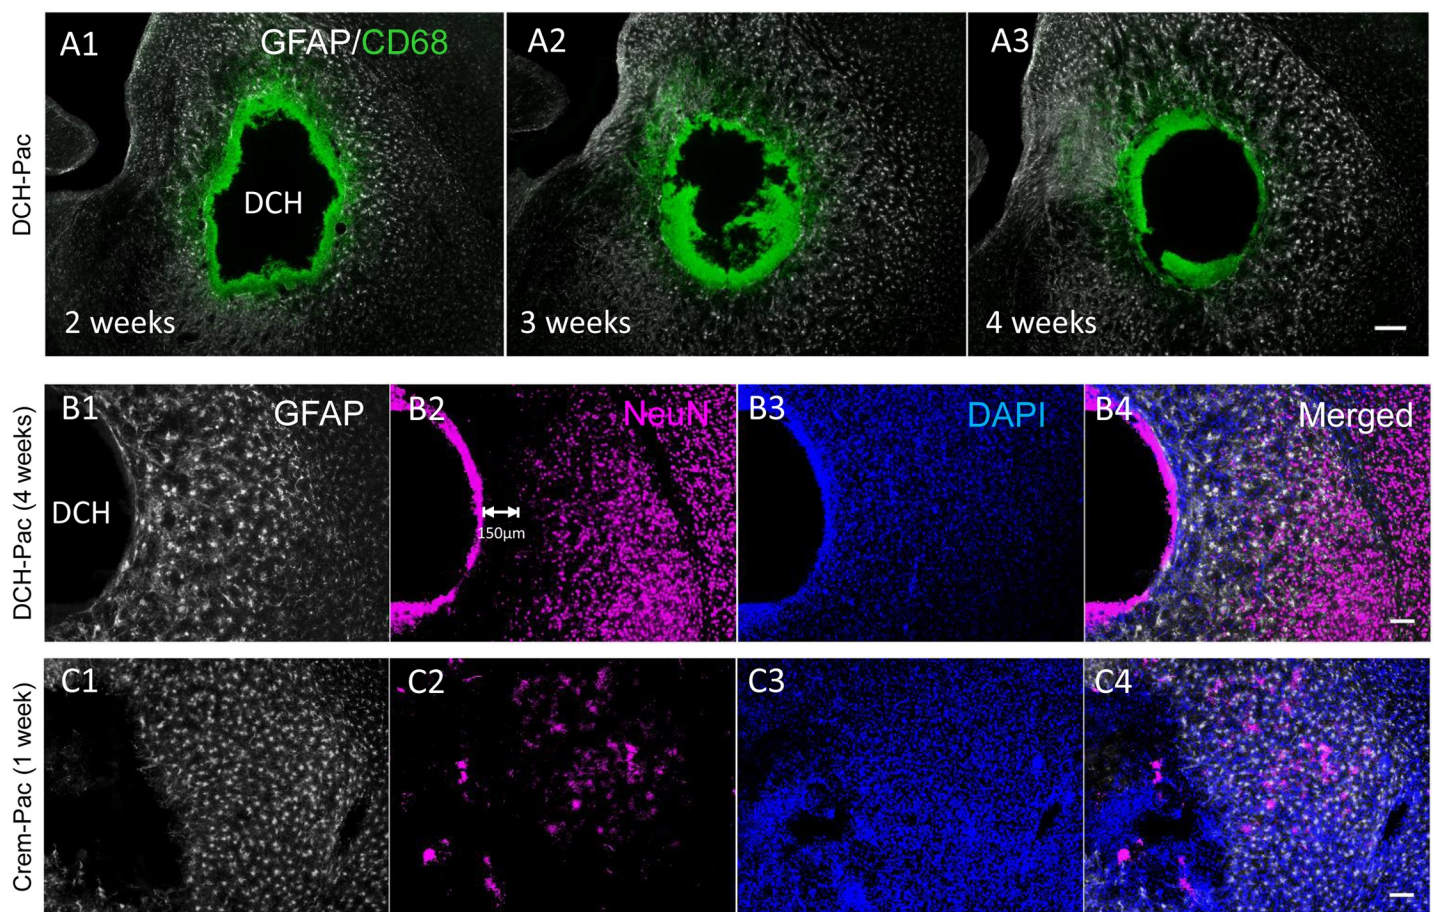 DCH-Pac
A1
GFAP/CD68
DCH
2 weeks
A2
3 weeks
A3
4 weeks
DCH-Pac (4 weeks)
B1
GFAP
DCH
B2
NeuN
150μm
B3
DAPI
B4
Merged
Crem-Pac (1 week)
C1
C2
C3
C4